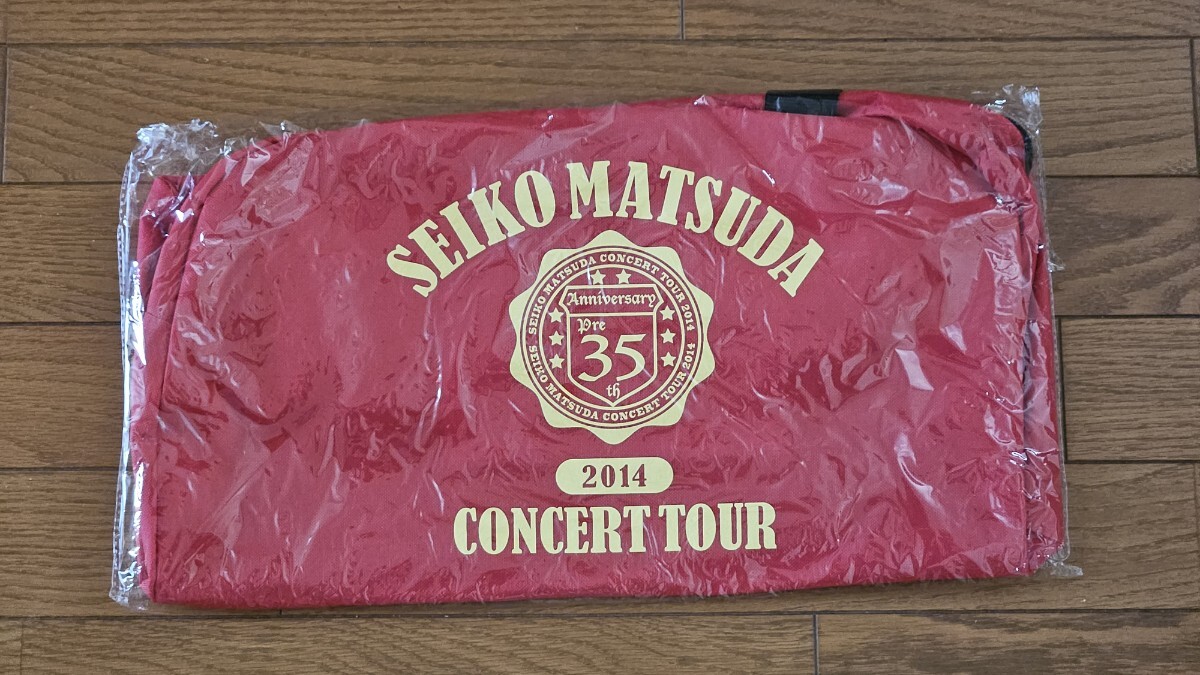 SEIKO MATSUDA
SEIKO MATSUDA CONCERT TOUR 2014
Anniversary
Pre
35
th
SEIKO MATSUDA CONCERT TOUR 2014
2014
CONCERT TOUR